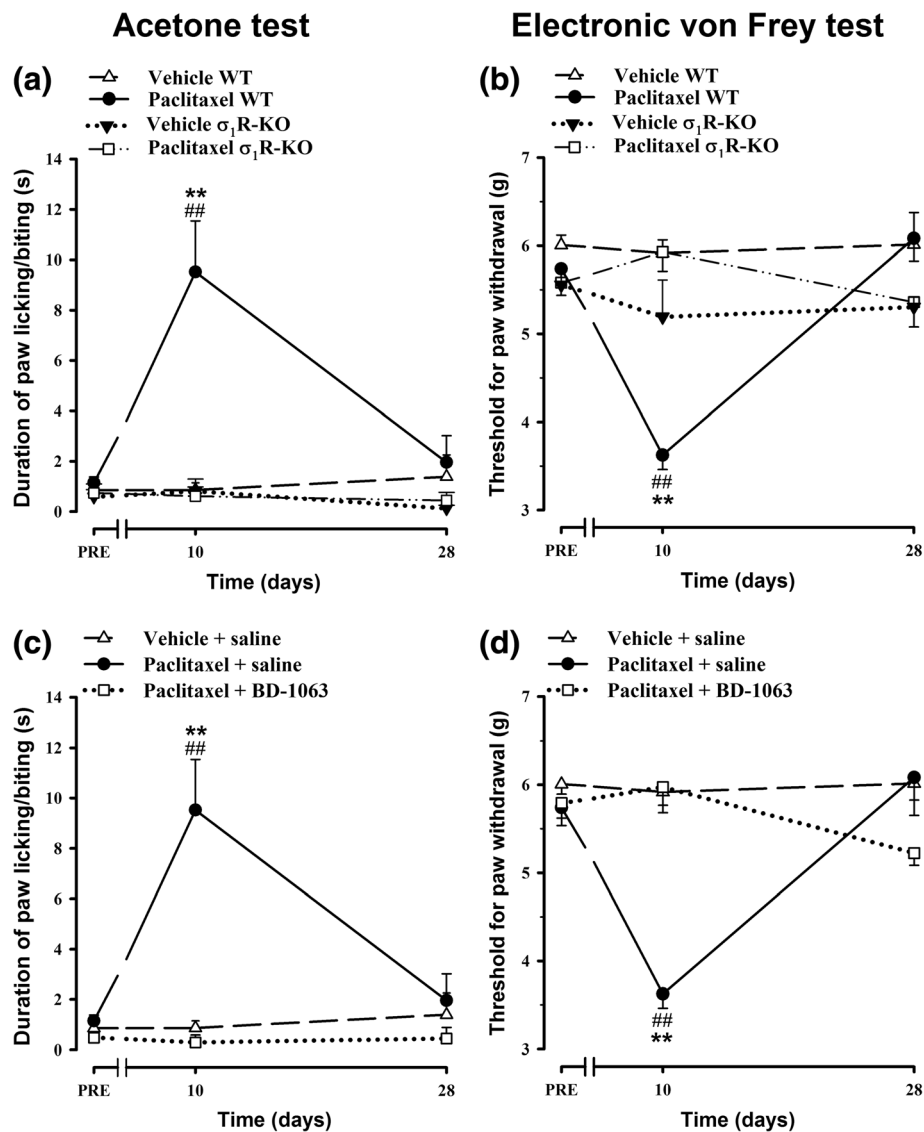 Acetone test
Electronic von Frey test
(a)
Vehicle WT
Paclitaxel WT
Vehicle σ₁R-KO
Paclitaxel σ₁R-KO
Duration of paw licking/biting (s)
14
12
10
8
6
4
2
0
**
##
PRE
10
28
Time (days)
(b)
Vehicle WT
Paclitaxel WT
Vehicle σ₁R-KO
Paclitaxel σ₁R-KO
Threshold for paw withdrawal (g)
7
6
5
4
3
##
**
PRE
10
28
Time (days)
(c)
Vehicle + saline
Paclitaxel + saline
Paclitaxel + BD-1063
Duration of paw licking/biting (s)
14
12
10
8
6
4
2
0
**
##
PRE
10
28
Time (days)
(d)
Vehicle + saline
Paclitaxel + saline
Paclitaxel + BD-1063
Threshold for paw withdrawal (g)
7
6
5
4
3
##
**
PRE
10
28
Time (days)